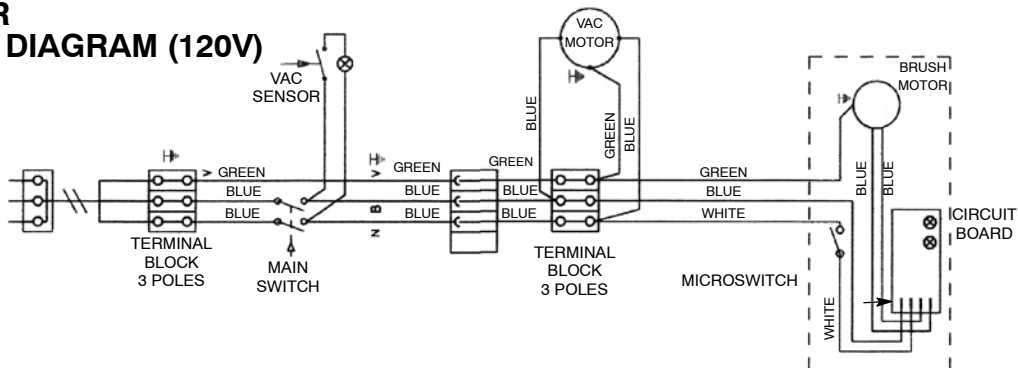 R
DIAGRAM (120V)
VAC
SENSOR
VAC
MOTOR
BRUSH
MOTOR
BLUE
GREEN
BLUE
V
GREEN
BLUE
BLUE
V
B
N
GREEN
BLUE
BLUE
GREEN
BLUE
BLUE
GREEN
BLUE
WHITE
BLUE
BLUE
CIRCUIT
BOARD
TERMINAL
BLOCK
3 POLES
MAIN
SWITCH
TERMINAL
BLOCK
3 POLES
MICROSWITCH
WHITE